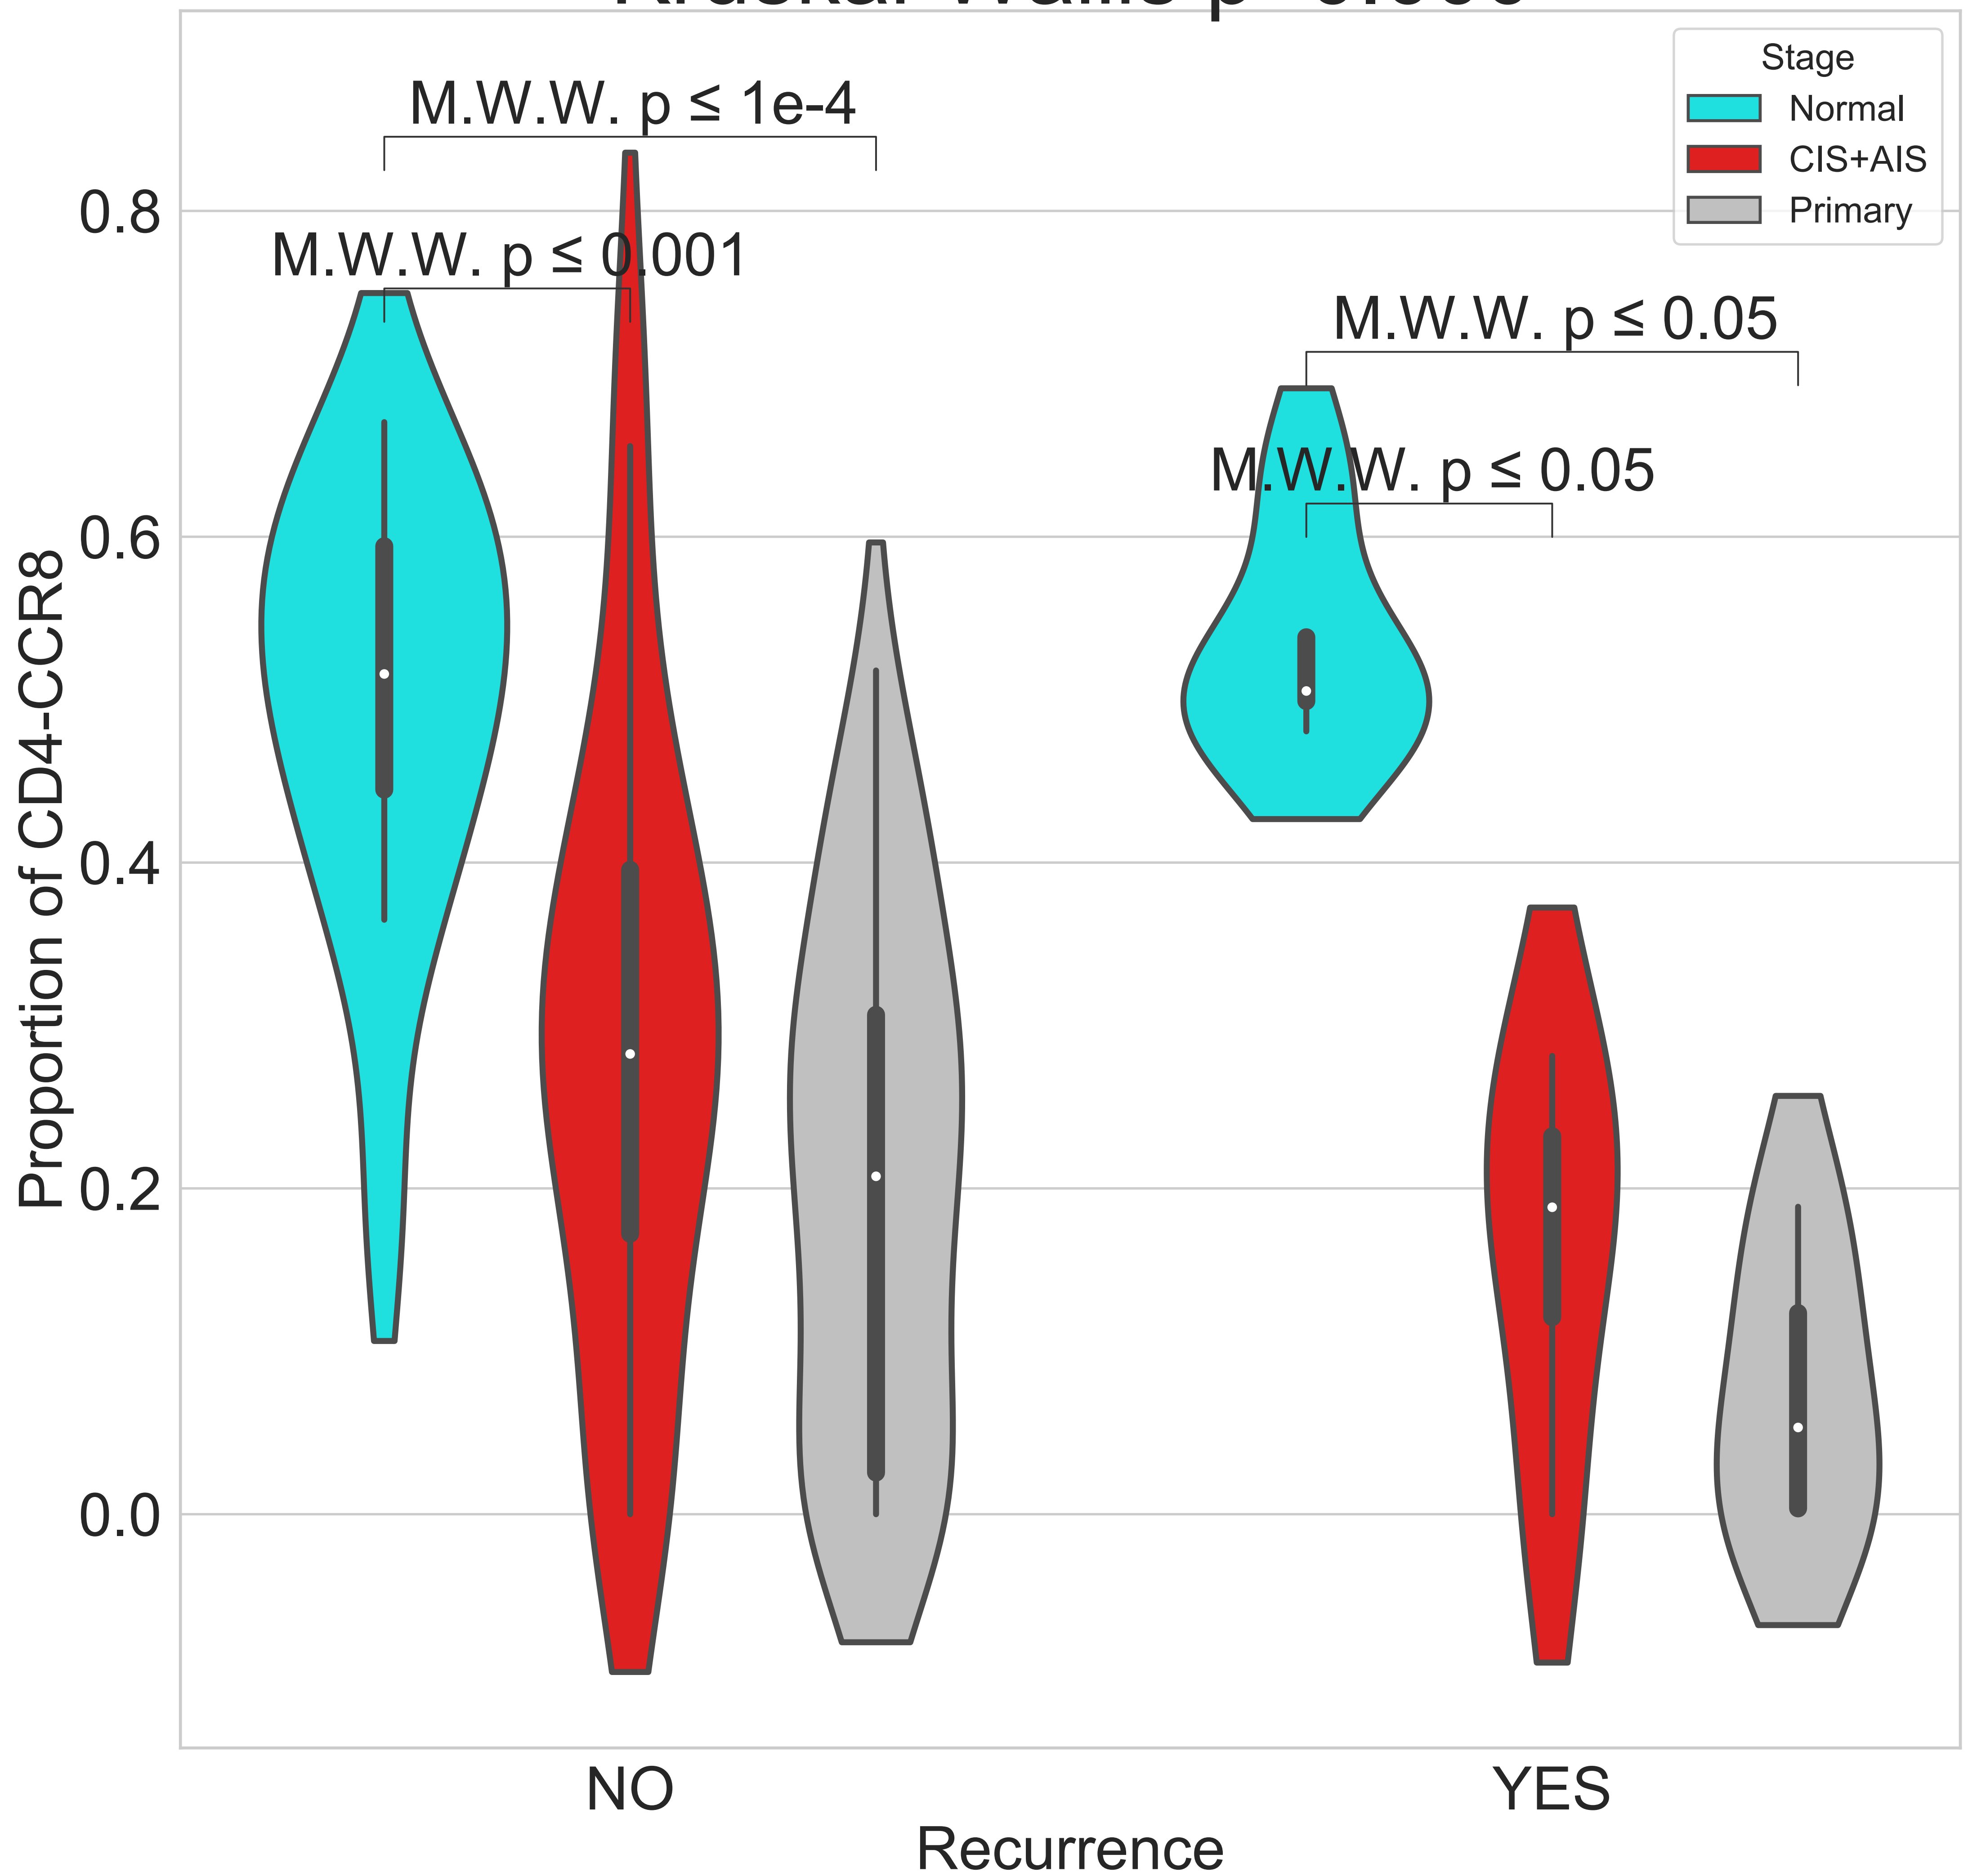 M.W.W. p ≤ 1e-4
M.W.W. p ≤ 0.001
M.W.W. p ≤ 0.05
M.W.W. p ≤ 0.05
Stage
Normal
CIS+AIS
Primary
Proportion of CD4-CCR8
0.8
0.6
0.4
0.2
0.0
NO
YES
Recurrence